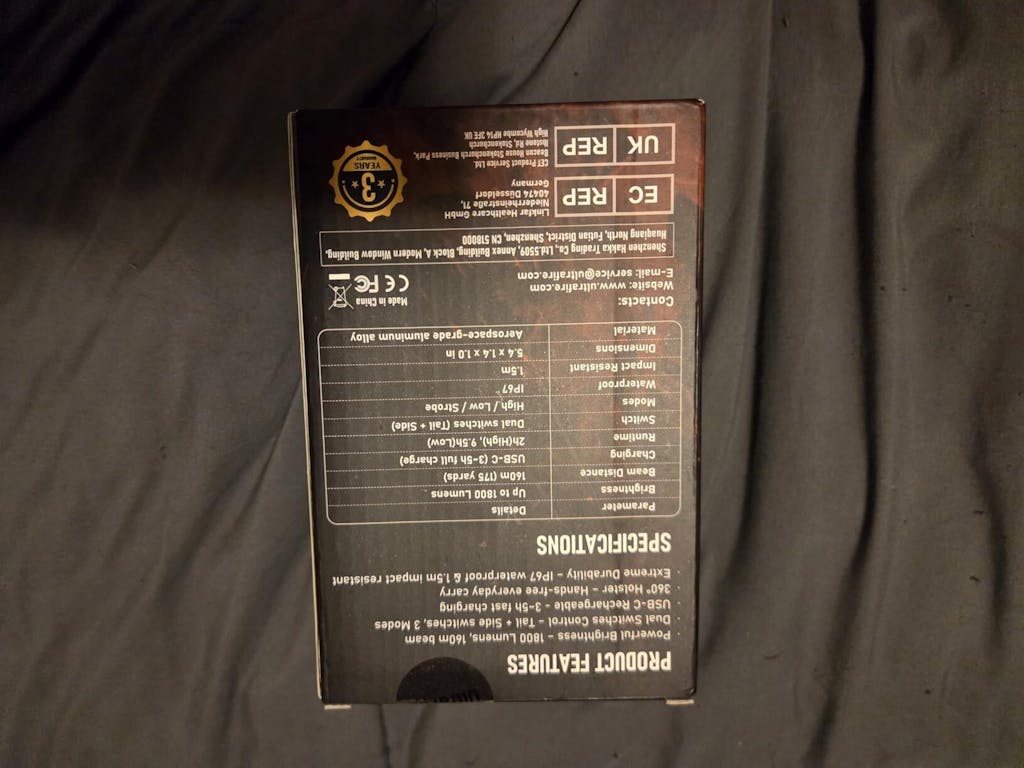 PRODUCT FEATURES
· Powerful Brightness – 1800 Lumens, 160m beam
· Dual Switches Control – Tail + Side switches, 3 Modes
· USB-C Rechargeable - 3-5h fast charging
· 360° Holster – Hands-free everyday carry
· Extreme Durability – IP67 waterproof & 1.5m impact resistant
SPECIFICATIONS
Parameter Details
Brightness Up to 1800 Lumens
Beam Distance 160m (175 yards)
Charging USB-C (3-5h full charge)
Runtime 2h(High), 9.5h(Low)
Switch Dual switches (Tail + Side)
Modes High / Low / Strobe
Waterproof IP67
Impact Resistant 1.5m
Dimensions 5.4 x 1.4 x 1.0 in
Material Aerospace-grade aluminum alloy
Contacts:
Website: www.ultrafire.com
E-mail: service@ultrafire.com
Made in China
CE FC
Shenzhen Hakka Trading Co., Ltd.5509, Annex Building, Block A, Modern Window Building,
Huaqiang North, Futian District, Shenzhen, CN 518000
EC REP
Linkfar Healthcare GmbH
Niederrheinstraße 71,
40474 Düsseldorf
Germany
UK REP
CET Product Service Ltd.
Beacon House Stokenchurch Business Park,
Ibstone Rd, Stokenchurch
High Wycombe HP14 3FE UK
3
YEARS
WARRANTY